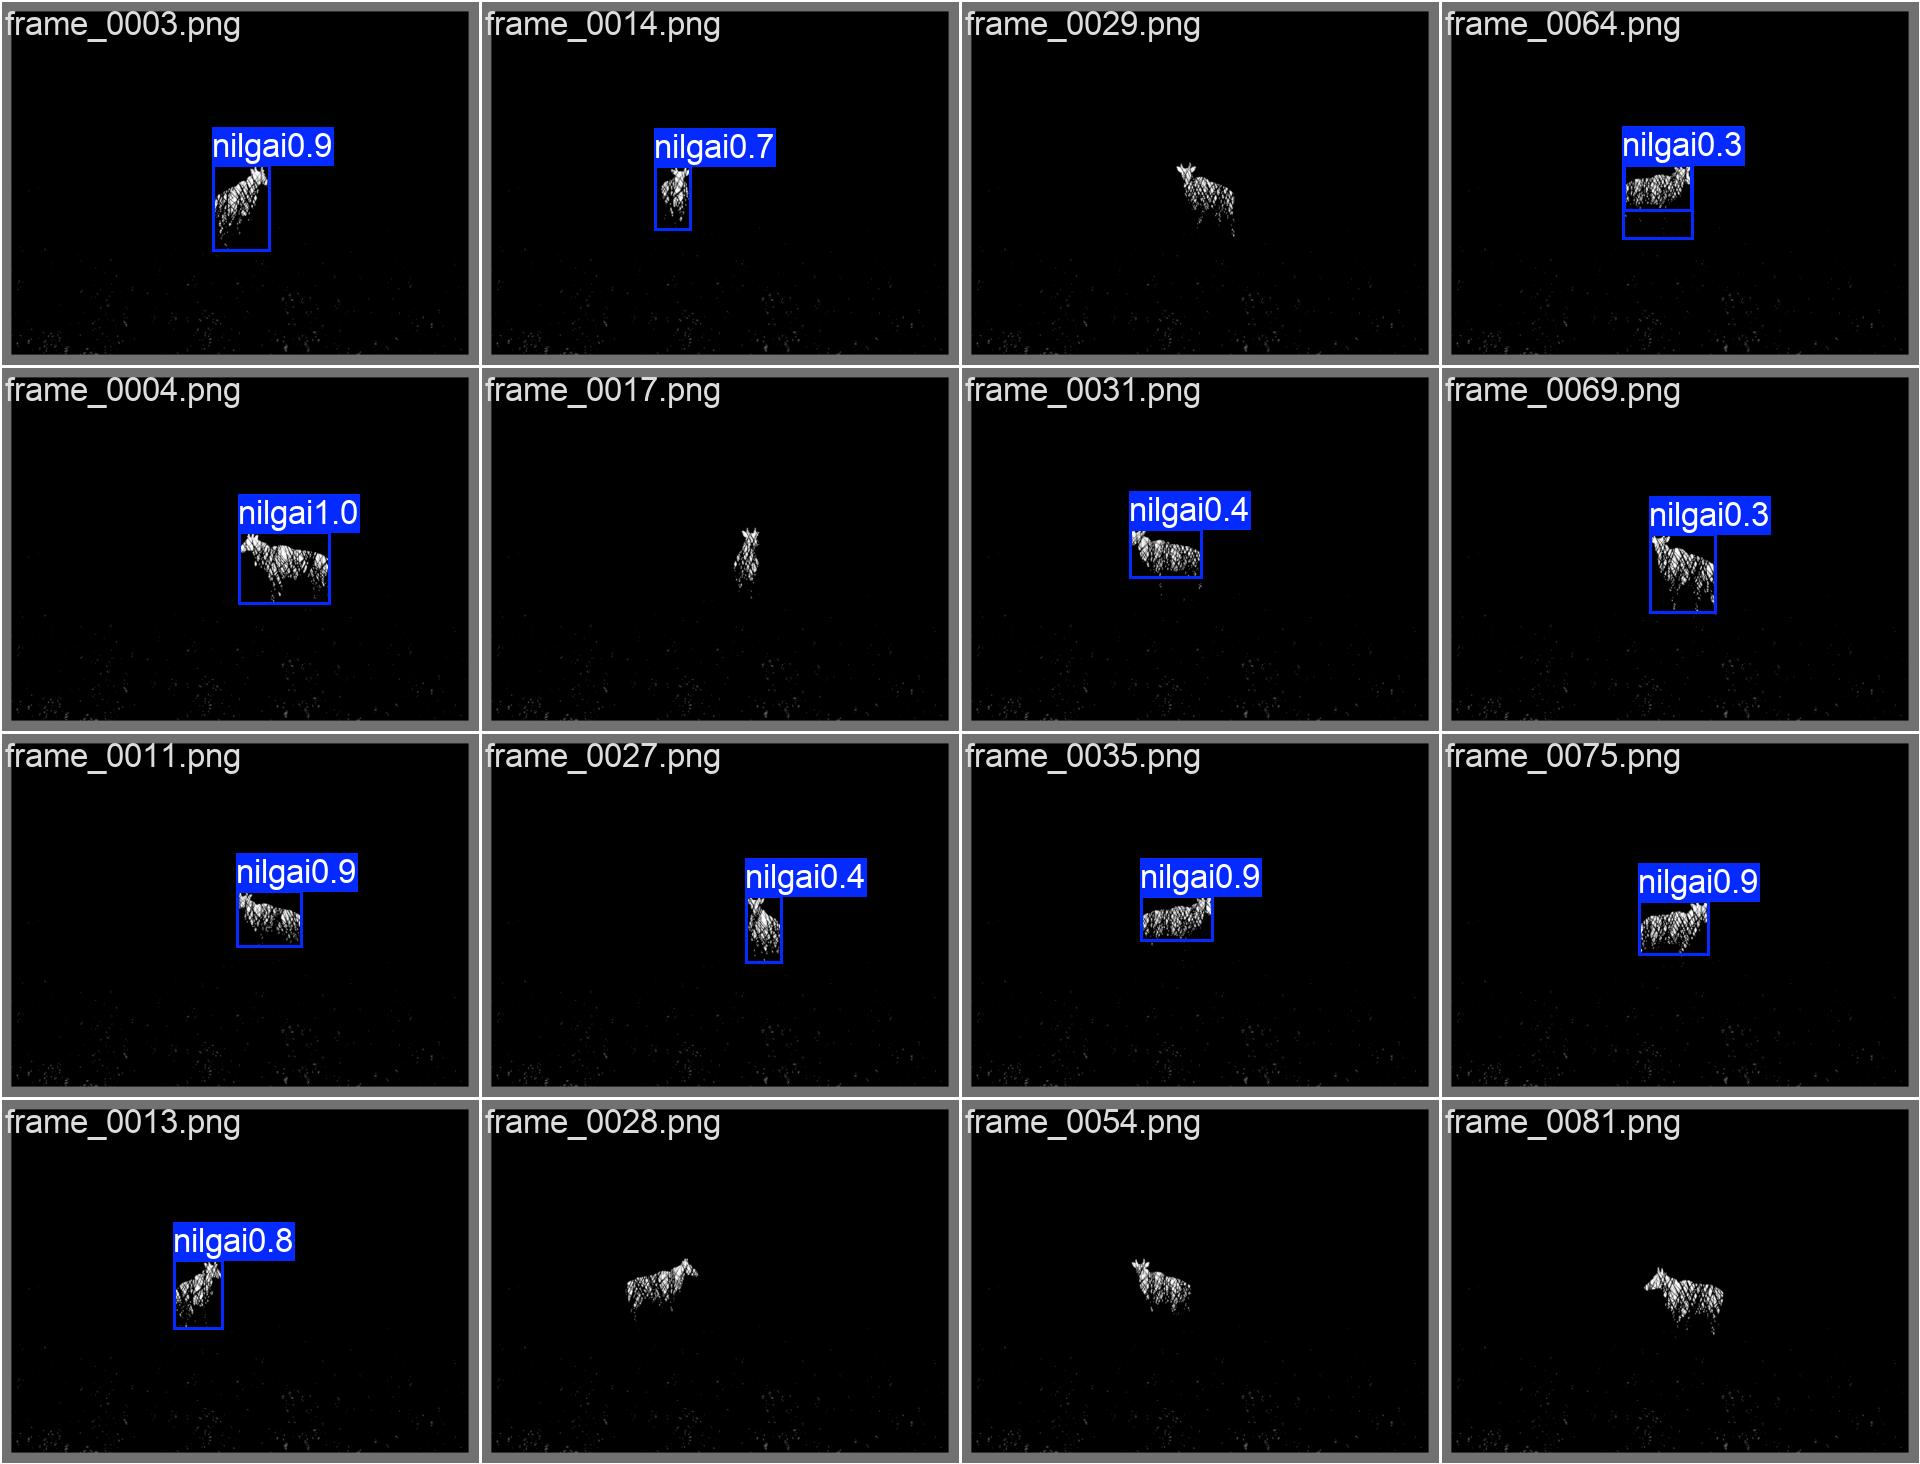 frame_0003.png
nilgai0.9
frame_0014.png
nilgai0.7
frame_0029.png
frame_0064.png
nilgai0.3
frame_0004.png
nilgai1.0
frame_0017.png
frame_0031.png
nilgai0.4
frame_0069.png
nilgai0.3
frame_0011.png
nilgai0.9
frame_0027.png
nilgai0.4
frame_0035.png
nilgai0.9
frame_0075.png
nilgai0.9
frame_0013.png
nilgai0.8
frame_0028.png
frame_0054.png
frame_0081.png